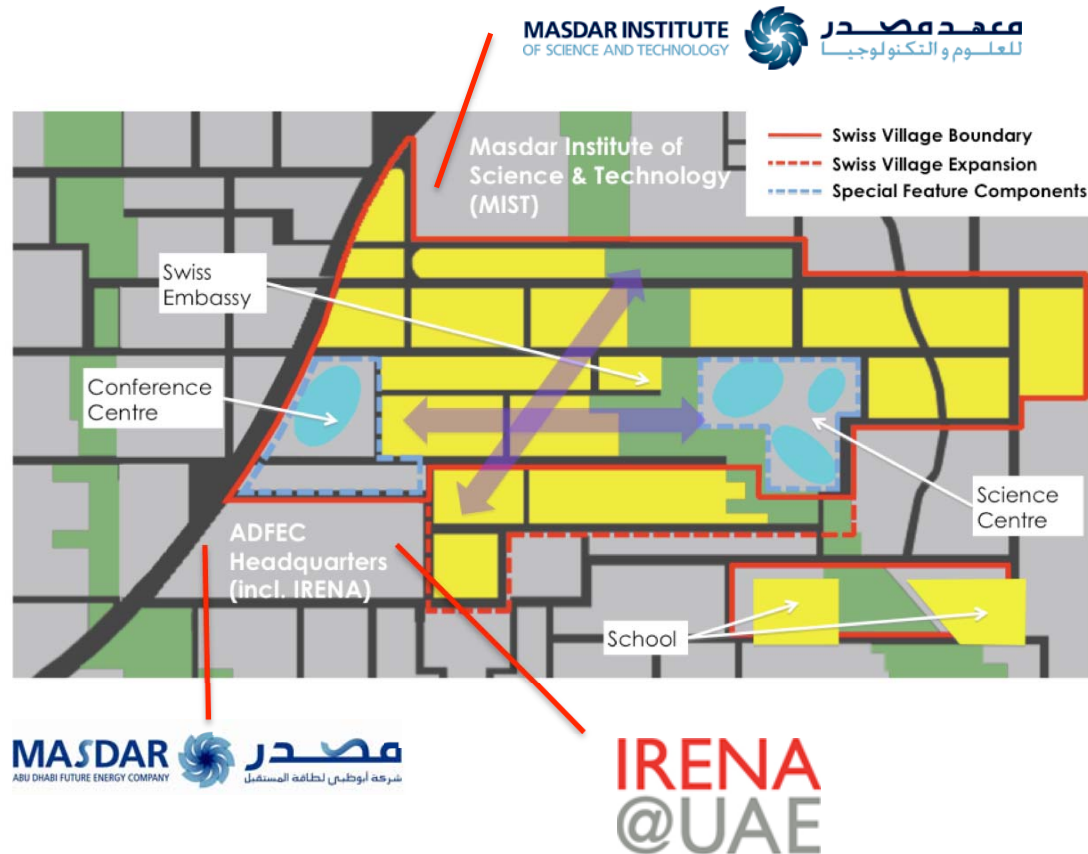 MASDAR INSTITUTE
OF SCIENCE AND TECHNOLOGY
معهد مصدر
للعلوم والتكنولوجيا
Swiss Village Boundary
Swiss Village Expansion
Special Feature Components
Masdar Institute of
Science & Technology
(MIST)
Swiss
Embassy
Conference
Centre
Science
Centre
ADFEC
Headquarters
(incl. IRENA)
School
MASDAR
ABU DHABI FUTURE ENERGY COMPANY
مصدر
شركة أبوظبي لطاقة المستقبل
IRENA
@UAE